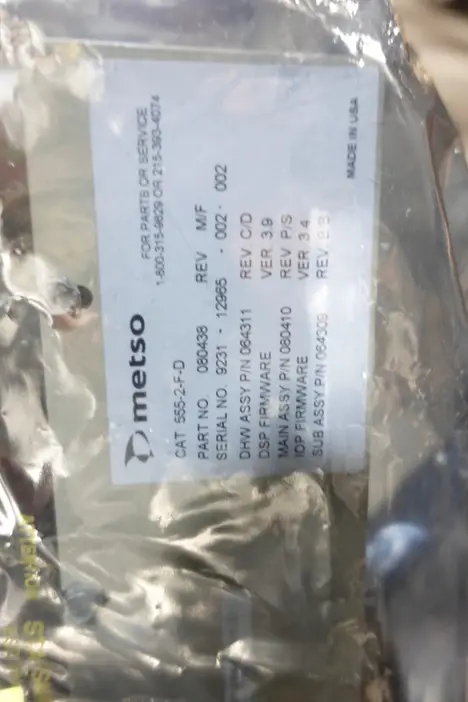 metso
FOR PARTS OR SERVICE
1-800-315-9629 OR 215-393-4074
CAT 555-2-F-D
PART NO. 080438 REV M/F
SERIAL NO. 9231 - 12965 - 002 - 002
DHW ASSY P/N 064311 REV C/D
DSP FIRMWARE VER 3.9
MAIN ASSY P/N 080410 REV P/S
IOP FIRMWARE VER 3.4
SUB ASSY P/N 064309 REV
MADE IN USA